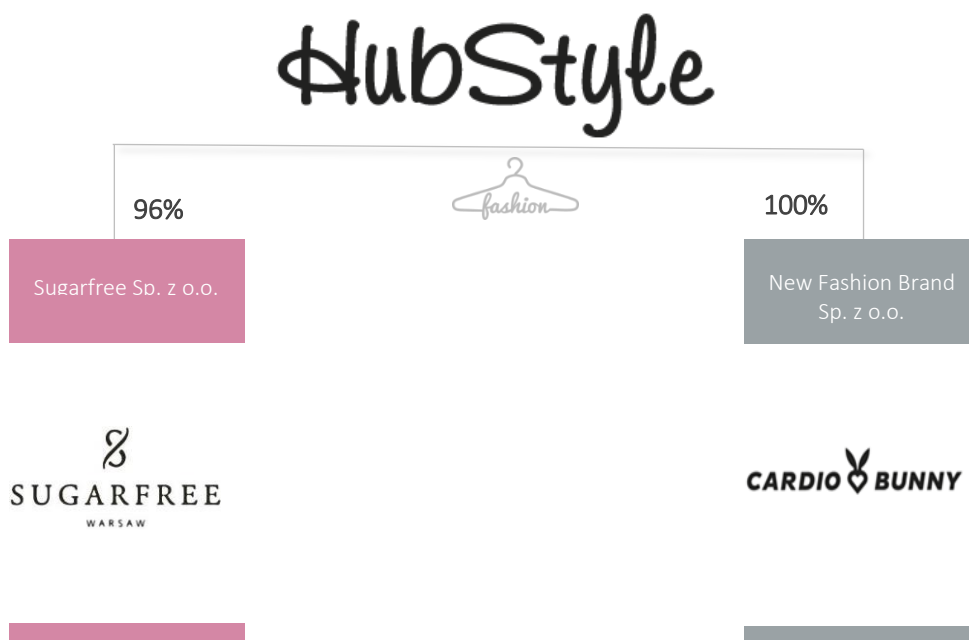 HubStyle
fashion
96%
100%
Sugarfree Sp. z o.o.
New Fashion Brand
Sp. z o.o.
SUGARFREE
WARSAW
CARDIO BUNNY